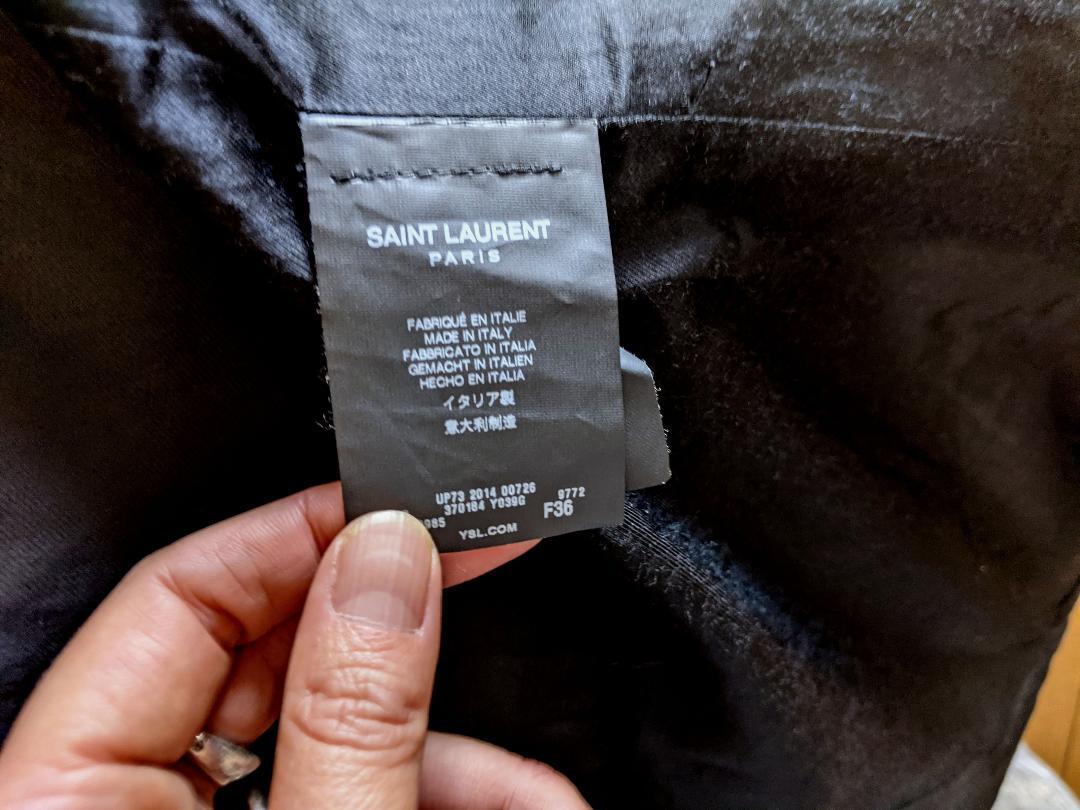 SAINT LAURENT
PARIS
FABRIQUÉ EN ITALIE
MADE IN ITALY
FABBRICATO IN ITALIA
GEMACHT IN ITALIEN
HECHO EN ITALIA
イタリア製
意大利制造
UP73 2014 00726 9772
370184 Y039G F36
985 YSL.COM